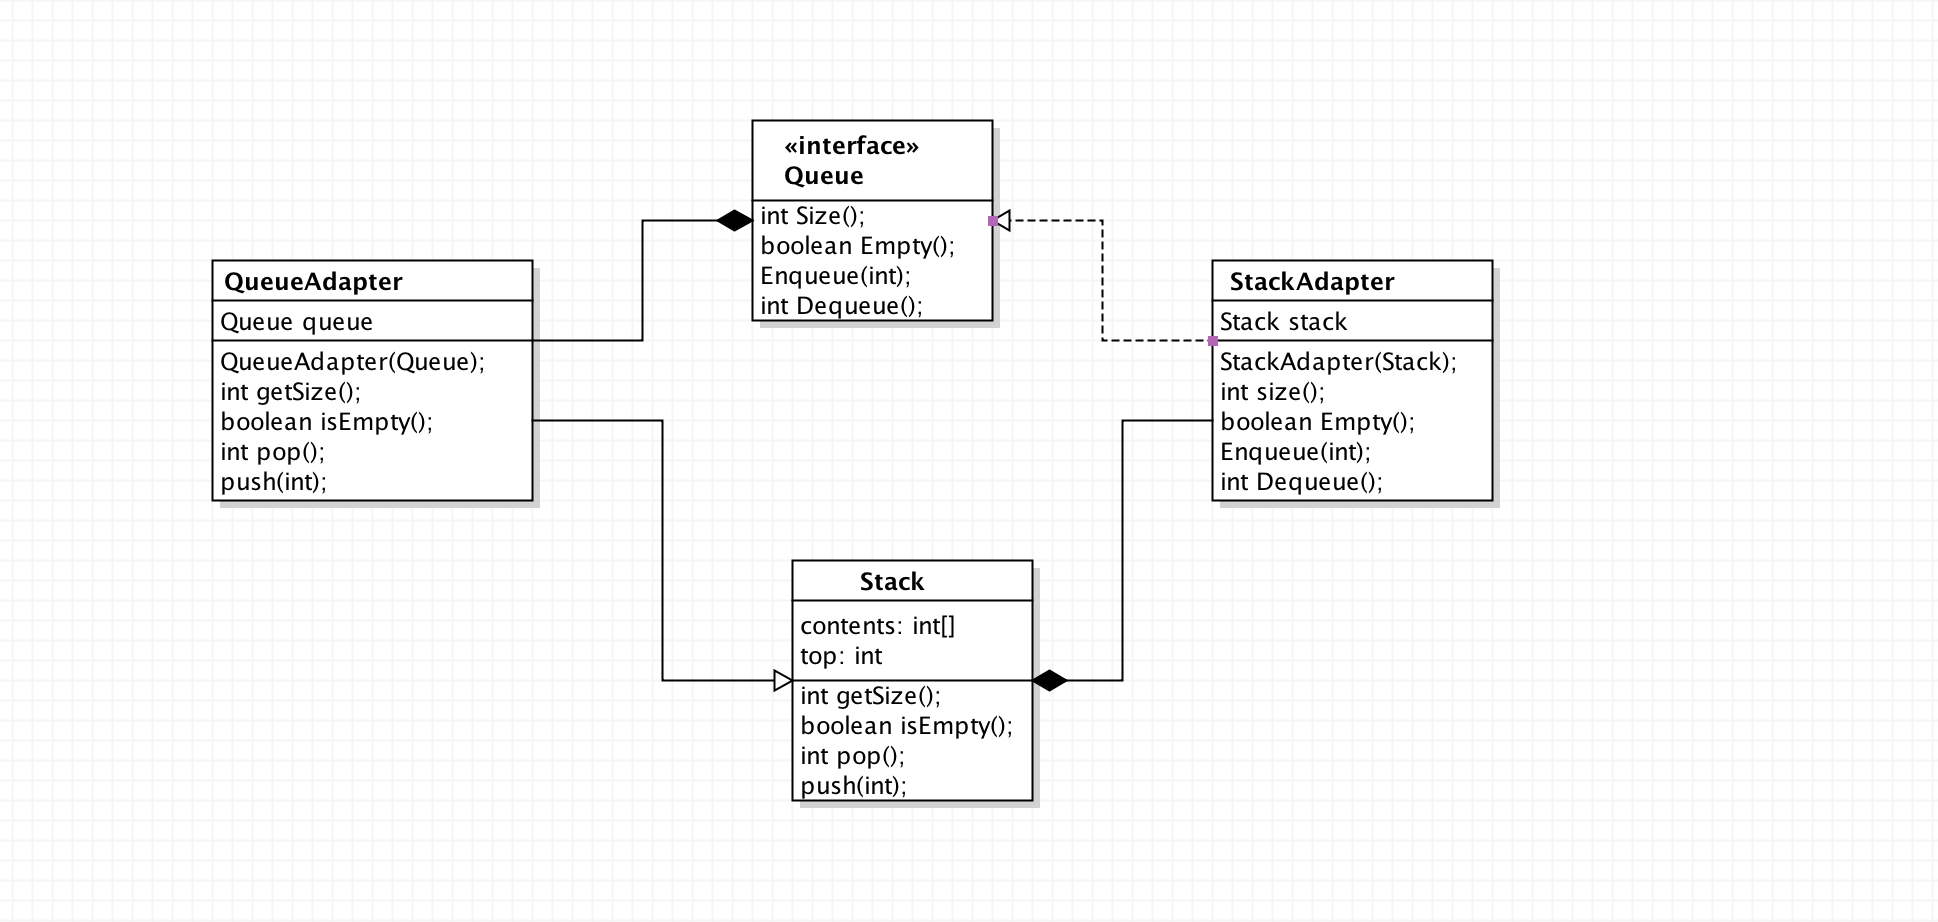 «interface»
Queue
int Size();
boolean Empty();
Enqueue(int);
int Dequeue();
QueueAdapter
Queue queue
QueueAdapter(Queue);
int getSize();
boolean isEmpty();
int pop();
push(int);
StackAdapter
Stack stack
StackAdapter(Stack);
int size();
boolean Empty();
Enqueue(int);
int Dequeue();
Stack
contents: int[]
top: int
int getSize();
boolean isEmpty();
int pop();
push(int);